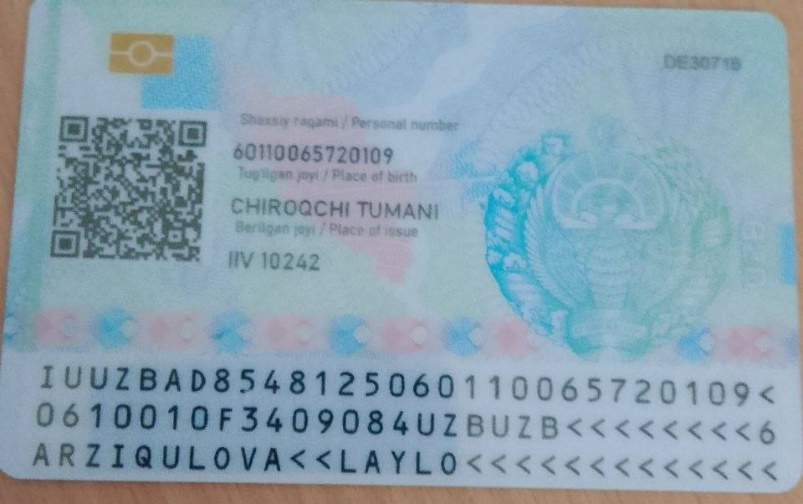 DE30716
Shaxsiy raqami / Personal number
60110065720109
Tug'ilgan joyi / Place of birth
CHIROQCHI TUMANI
Berilgan joyi / Place of issue
IIV 10242
IUUZBAD8548125060110065720109<
0610010F3409084UZBUZB<<<<<<<<6
ARZIQULOVA<<LAYLO<<<<<<<<<<<<<